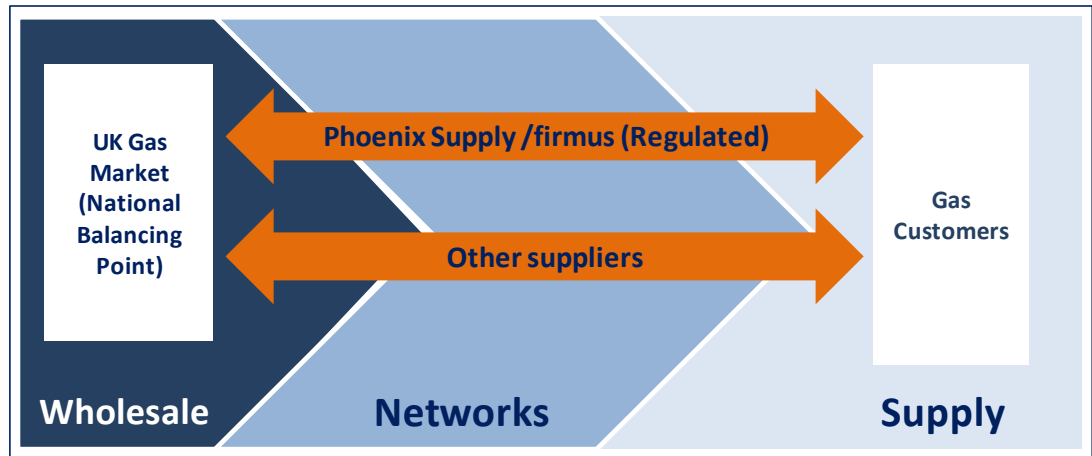 UK Gas
Market
(National
Balancing
Point)
Phoenix Supply /firmus (Regulated)
Other suppliers
Gas
Customers
Wholesale
Networks
Supply